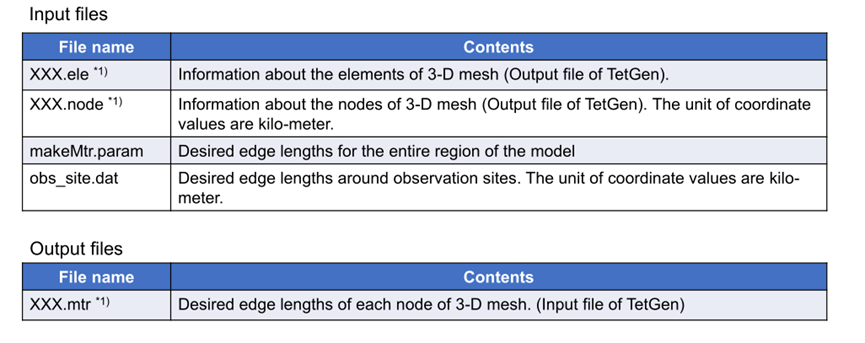 Input files
File name Contents
XXX.ele *1) Information about the elements of 3-D mesh (Output file of TetGen).
XXX.node *1) Information about the nodes of 3-D mesh (Output file of TetGen). The unit of coordinate
values are kilo-meter.
makeMtr.param Desired edge lengths for the entire region of the model
obs_site.dat Desired edge lengths around observation sites. The unit of coordinate values are kilo-
meter.
Output files
File name Contents
XXX.mtr *1) Desired edge lengths of each node of 3-D mesh. (Input file of TetGen)